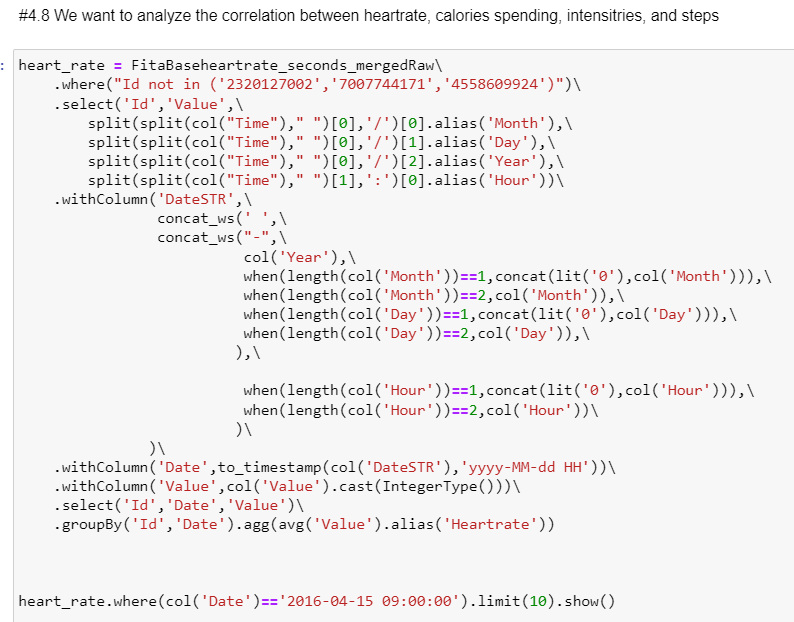 #4.8 We want to analyze the correlation between heartrate, calories spending, intensitries, and steps
:
heart_rate = FitaBaseheartrate_seconds_mergedRaw\
    .where("Id not in ('2320127002','7007744171','4558609924')")\
    .select('Id','Value',\
        split(split(col("Time")," ")[0],'/')[0].alias('Month'),\
        split(split(col("Time")," ")[0],'/')[1].alias('Day'),\
        split(split(col("Time")," ")[0],'/')[2].alias('Year'),\
        split(split(col("Time")," ")[1],':')[0].alias('Hour'))\
    .withColumn('DateSTR',\
                concat_ws(' ',\
                concat_ws("-",\
                          col('Year'),\
                          when(length(col('Month'))==1,concat(lit('0'),col('Month'))),\
                          when(length(col('Month'))==2,col('Month')),\
                          when(length(col('Day'))==1,concat(lit('0'),col('Day'))),\
                          when(length(col('Day'))==2,col('Day')),\
                         ),\
                          when(length(col('Hour'))==1,concat(lit('0'),col('Hour'))),\
                          when(length(col('Hour'))==2,col('Hour'))\
                         )\
               )\
    .withColumn('Date',to_timestamp(col('DateSTR'),'yyyy-MM-dd HH'))\
    .withColumn('Value',col('Value').cast(IntegerType()))\
    .select('Id','Date','Value')\
    .groupBy('Id','Date').agg(avg('Value').alias('Heartrate'))
heart_rate.where(col('Date')=='2016-04-15 09:00:00').limit(10).show()